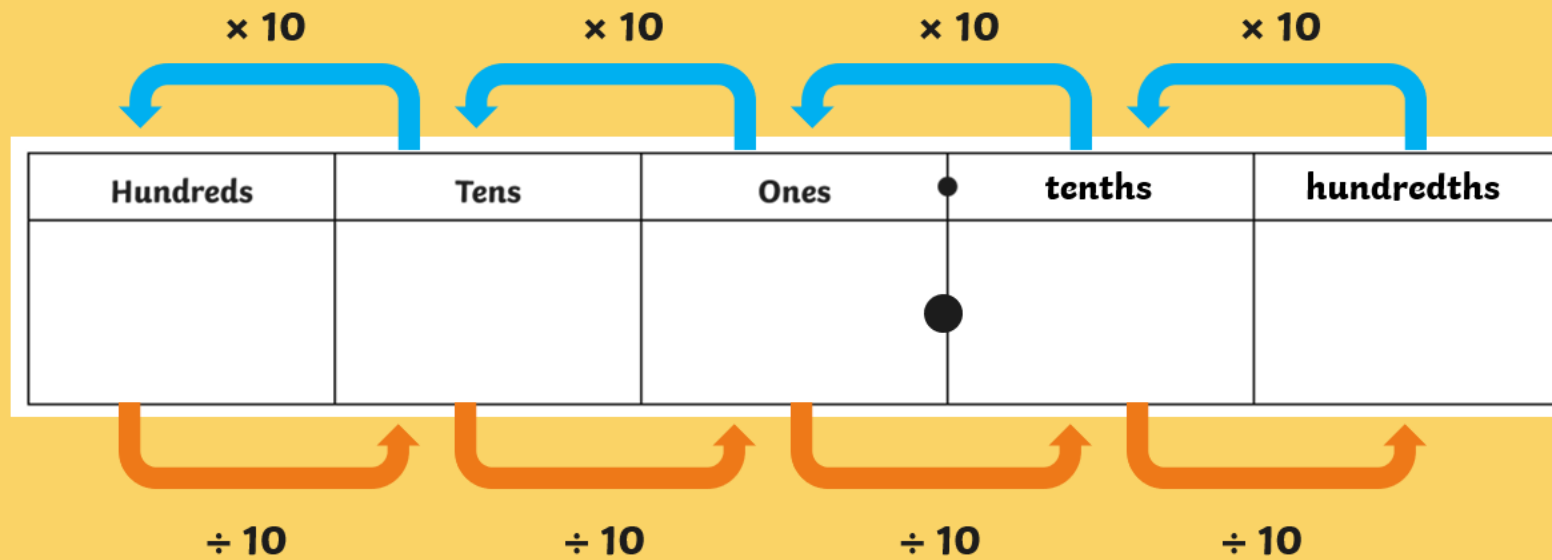 × 10 × 10 × 10 × 10
Hundreds Tens Ones tenths hundredths
÷ 10 ÷ 10 ÷ 10 ÷ 10